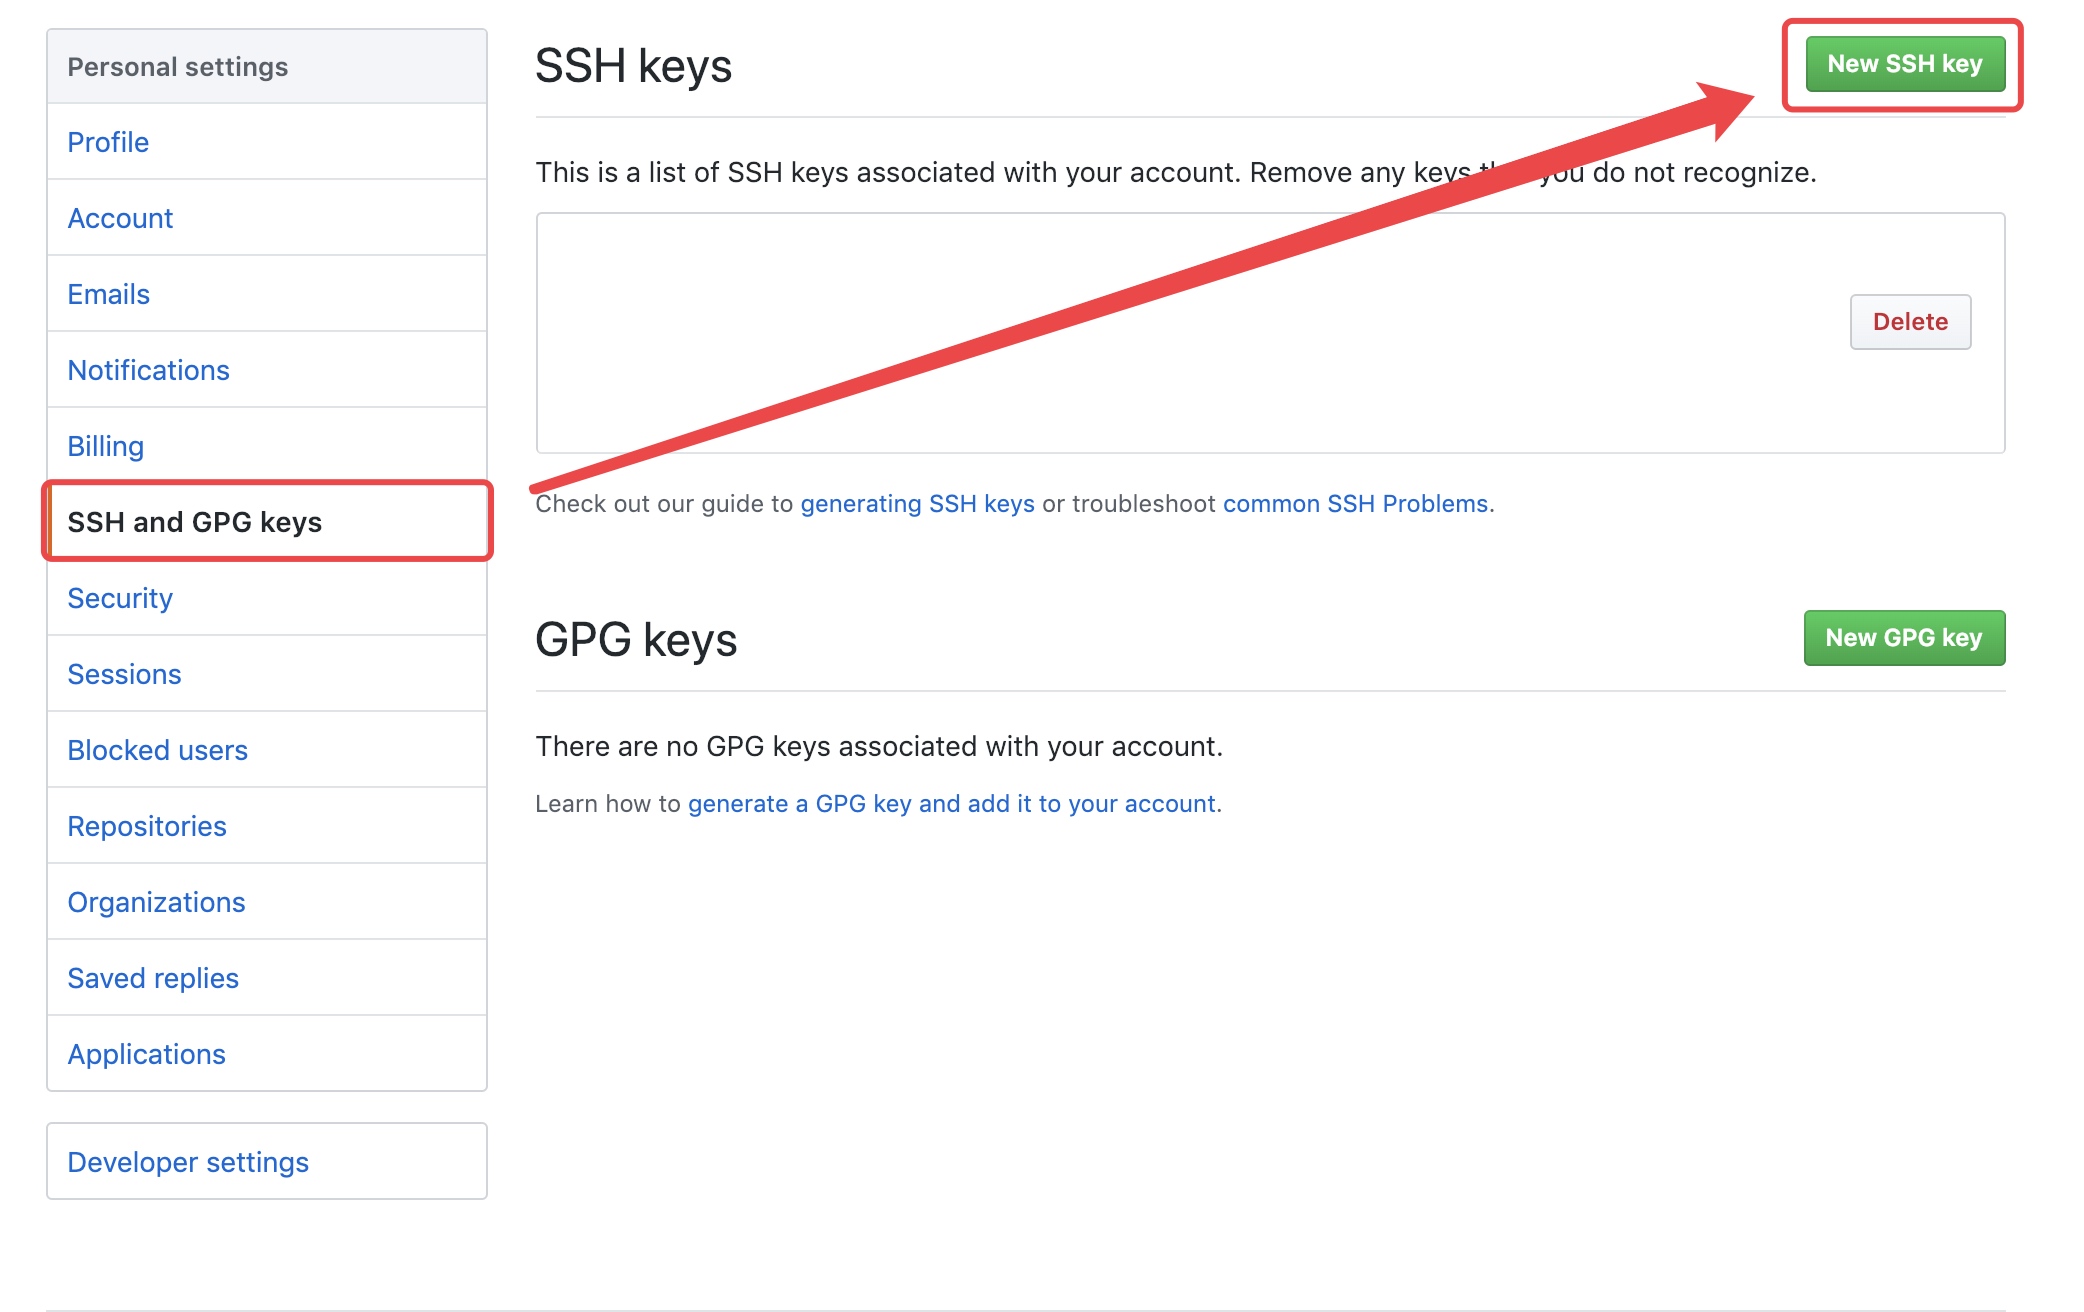 Personal settings
Profile
Account
Emails
Notifications
Billing
SSH and GPG keys
Security
Sessions
Blocked users
Repositories
Organizations
Saved replies
Applications
Developer settings
SSH keys
New SSH key
This is a list of SSH keys associated with your account. Remove any keys you do not recognize.
Delete
Check out our guide to generating SSH keys or troubleshoot common SSH Problems.
GPG keys
New GPG key
There are no GPG keys associated with your account.
Learn how to generate a GPG key and add it to your account.